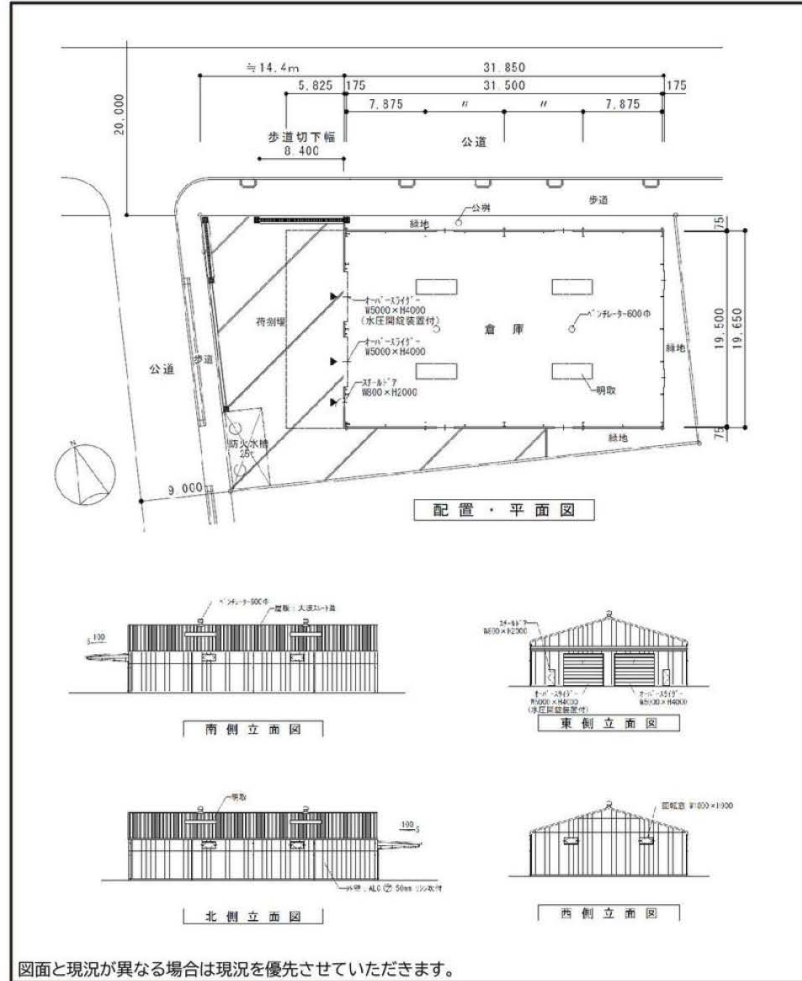 ≒14.4m
31.850
5.825
175
31.500
175
7.875
〃
〃
7.875
20.000
歩道切下幅
8.400
公道
歩道
公桝
緑地
75
オーバースライダー
W5000×H4000
(水圧開錠装置付)
ベンチレーター600Φ
荷捌場
倉庫
19.500
19.650
公道
歩道
オーバースライダー
W5000×H4000
緑地
スチールドア
W800×H2000
明取
防火水槽
25t
緑地
75
N
9.000
配置・平面図
ベンチレーター600Φ
屋根:大波スレート葺
100
5
南側立面図
スチールドア
W800×H2000
オーバースライダー
W5000×H4000
(水圧開錠装置付)
オーバースライダー
W5000×H4000
東側立面図
明取
100
5
外壁:ALC ⑦ 50mm リシン吹付
北側立面図
回転窓 W1800×H900
西側立面図
図面と現況が異なる場合は現況を優先させていただきます。